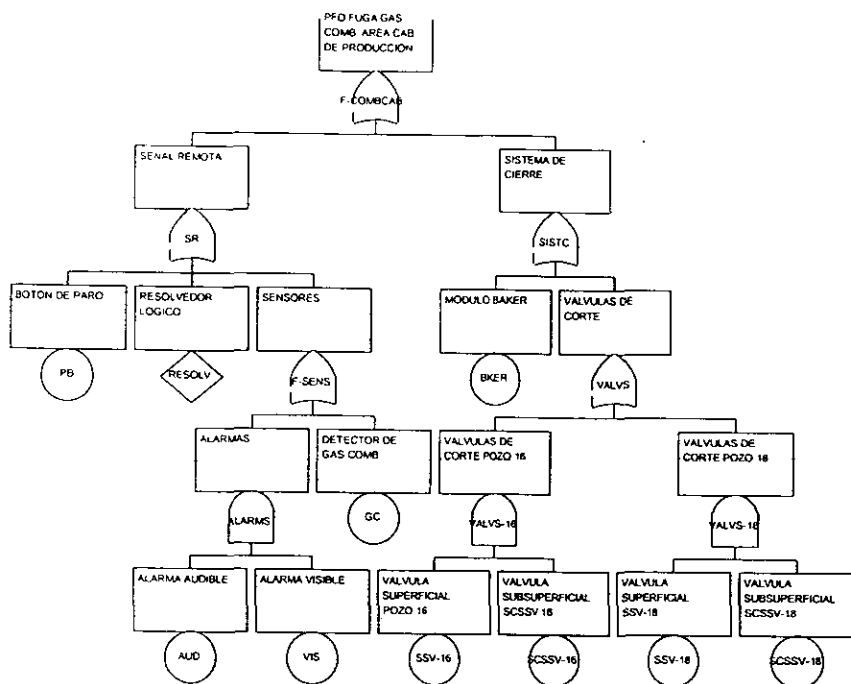 PFD FUGA GAS
COMB. AREA CAB
DE PRODUCCIÓN
F-COMBCAB
SENAL REMOTA
SISTEMA DE
CIERRE
SR
SISTC
BOTON DE PARO
RESOLVEDOR
LOGICO
SENSORES
MODULO BAKER
VALVULAS DE
CORTE
PB
RESOLV
F-SENS
BKER
VALVS
ALARMAS
DETECTOR DE
GAS COMB
VALVULAS DE
CORTE POZO 16
VALVULAS DE
CORTE POZO 18
ALARMS
GC
VALVS-16
VALVS-18
ALARMA AUDIBLE
ALARMA VISIBLE
VALVULA
SUPERFICIAL
POZO 16
VALVULA
SUBSUPERFICIAL
SCSSV 16
VALVULA
SUPERFICIAL
SSV-18
VALVULA
SUBSUPERFICIAL
SCSSV-18
AUD
VIS
SSV-16
SCSSV-16
SSV-18
SCSSV-18